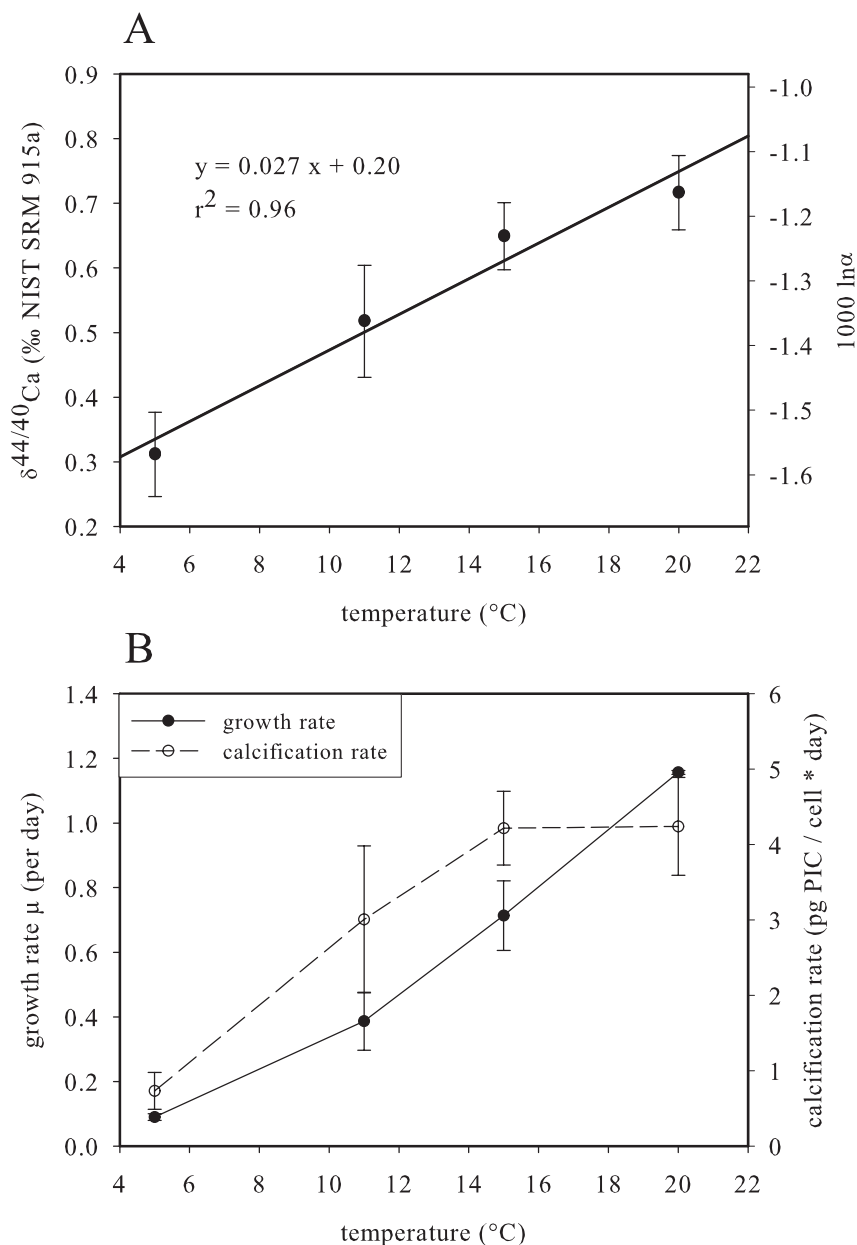 A
0.9
0.8
0.7
0.6
0.5
0.4
0.3
0.2
δ44/40Ca (‰ NIST SRM 915a)
y = 0.027 x + 0.20
r2 = 0.96
-1.0
-1.1
-1.2
-1.3
-1.4
-1.5
-1.6
1000 lnα
4 6 8 10 12 14 16 18 20 22
temperature (°C)
B
1.4
1.2
1.0
0.8
0.6
0.4
0.2
0.0
growth rate μ (per day)
growth rate
calcification rate
6
5
4
3
2
1
0
calcification rate (pg PIC / cell * day)
4 6 8 10 12 14 16 18 20 22
temperature (°C)